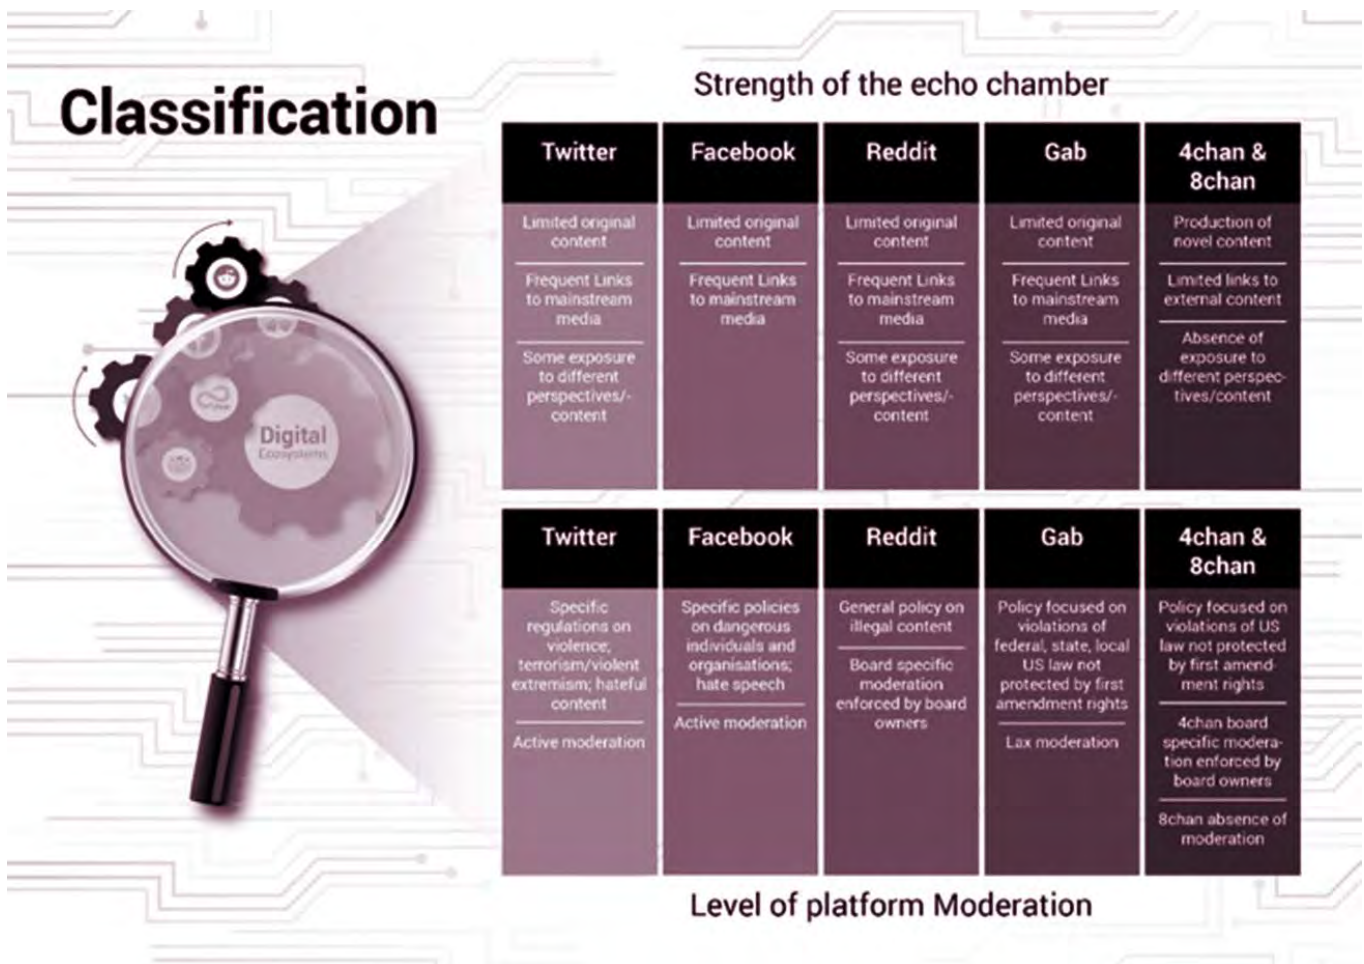 Classification
Strength of the echo chamber
Twitter
Limited original
content
Frequent Links
to mainstream
media
Some exposure
to different
perspectives/-
content
Facebook
Limited original
content
Frequent Links
to mainstream
media
Reddit
Limited original
content
Frequent Links
to mainstream
media
Some exposure
to different
perspectives/-
content
Gab
Limited original
content
Frequent Links
to mainstream
media
Some exposure
to different
perspectives/-
content
4chan &
8chan
Production of
novel content
Limited links to
external content
Absence of
exposure to
different perspec-
tives/content
Digital
Ecosystems
Twitter
Specific
regulations on
violence;
terrorism/violent
extremism; hateful
content
Active moderation
Facebook
Specific policies
on dangerous
individuals and
organisations;
hate speech
Active moderation
Reddit
General policy on
illegal content
Board specific
moderation
enforced by board
owners
Gab
Policy focused on
violations of
federal, state, local
US law not
protected by first
amendment rights
Lax moderation
4chan &
8chan
Policy focused on
violations of US
law not protected
by first amend-
ment rights
4chan board
specific modera-
tion enforced by
board owners
8chan absence of
moderation
Level of platform Moderation